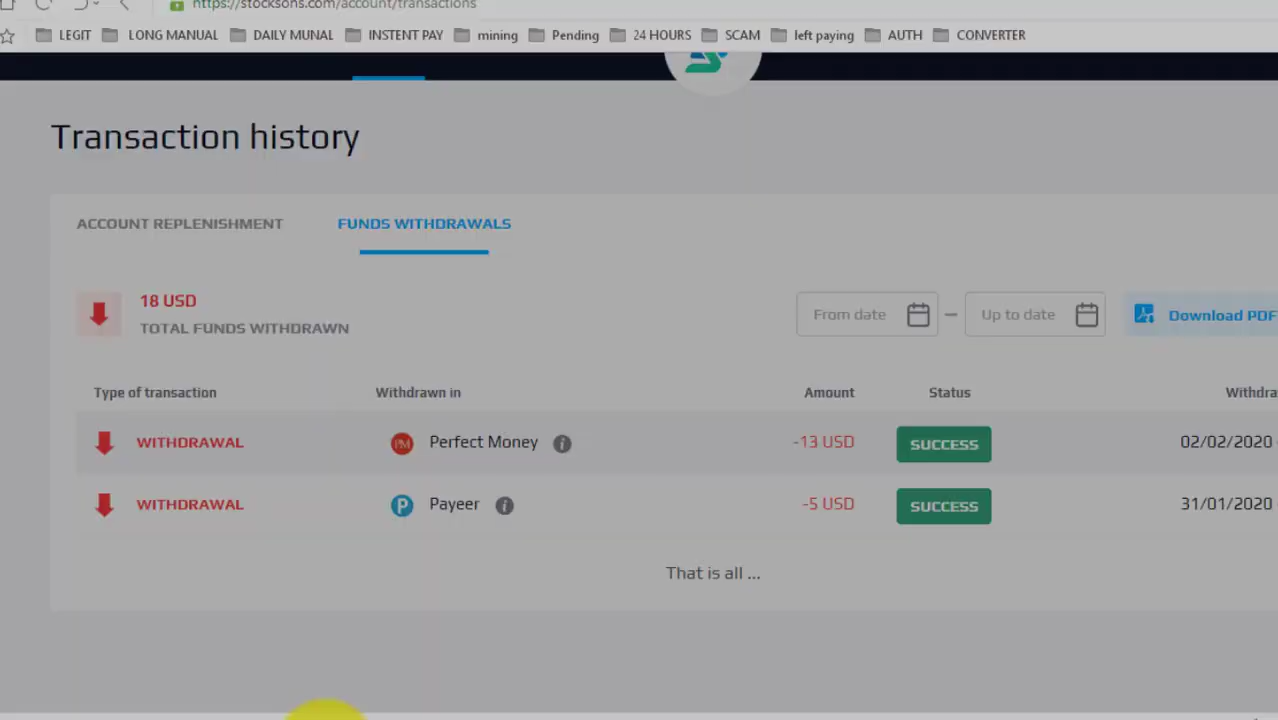 https://stocksons.com/account/transactions
LEGIT LONG MANUAL DAILY MUNAL INSTENT PAY mining Pending 24 HOURS SCAM left paying AUTH CONVERTER
Transaction history
ACCOUNT REPLENISHMENT FUNDS WITHDRAWALS
18 USD
TOTAL FUNDS WITHDRAWN
From date – Up to date Download PDF
Type of transaction Withdrawn in Amount Status Withdra
WITHDRAWAL PM Perfect Money i -13 USD SUCCESS 02/02/2020
WITHDRAWAL P Payeer i -5 USD SUCCESS 31/01/2020
That is all ...